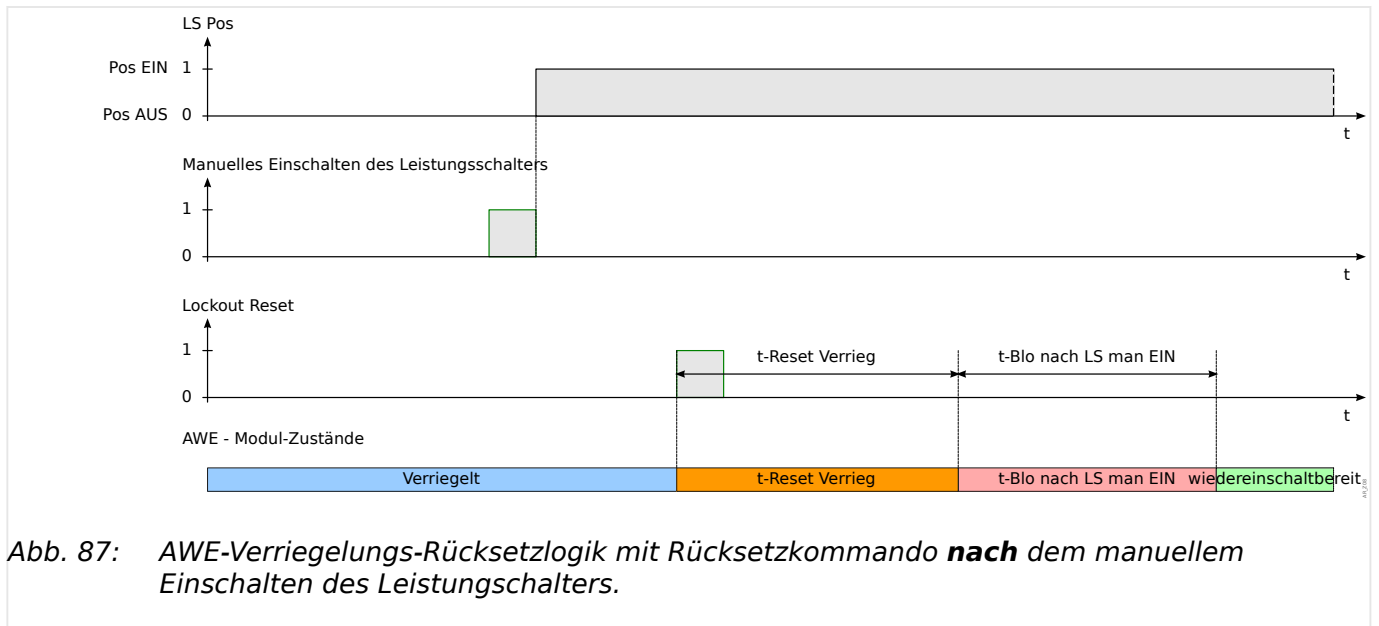 LS Pos
Pos EIN 1
Pos AUS 0
t
Manuelles Einschalten des Leistungsschalters
1
0
t
Lockout Reset
1
t-Reset Verrieg t-Blo nach LS man EIN
0
t
AWE - Modul-Zustände
Verriegelt t-Reset Verrieg t-Blo nach LS man EIN wiedereinschaltbereit
Abb. 87: AWE-Verriegelungs-Rücksetzlogik mit Rücksetzkommando nach dem manuellem
Einschalten des Leistungschalters.